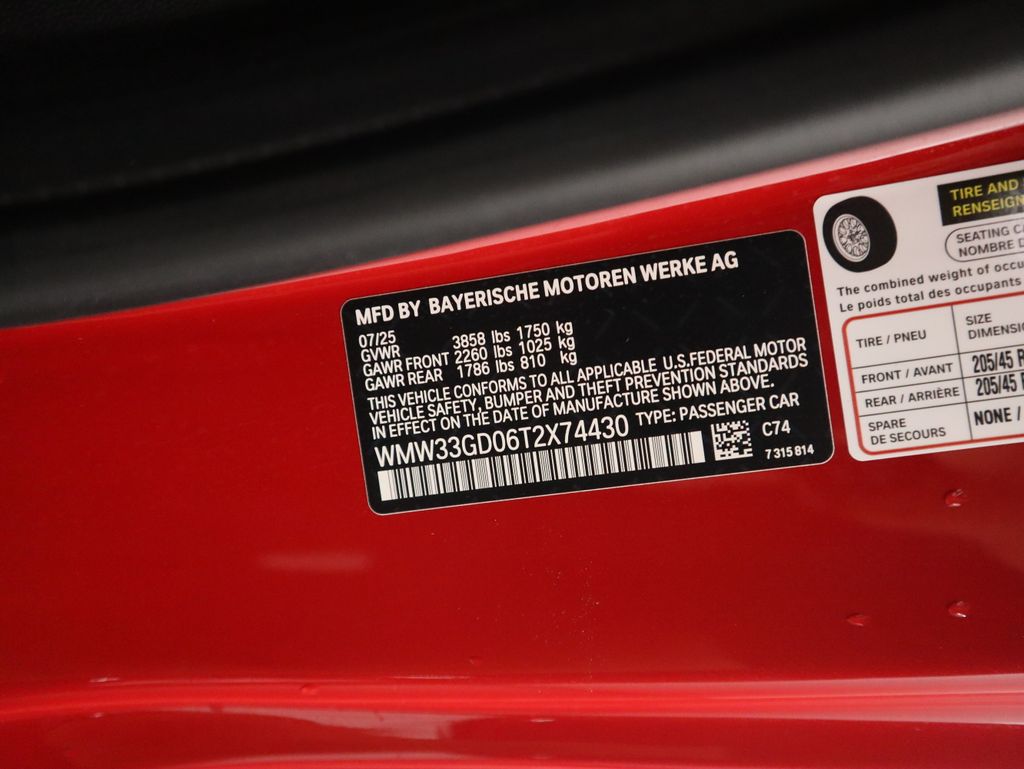 MFD BY BAYERISCHE MOTOREN WERKE AG
07/25
GVWR 3858 lbs 1750 kg
GAWR FRONT 2260 lbs 1025 kg
GAWR REAR 1786 lbs 810 kg
THIS VEHICLE CONFORMS TO ALL APPLICABLE U.S.FEDERAL MOTOR
VEHICLE SAFETY, BUMPER AND THEFT PREVENTION STANDARDS
IN EFFECT ON THE DATE OF MANUFACTURE SHOWN ABOVE.
WMW33GD06T2X74430 TYPE: PASSENGER CAR
C74
7 315 814
TIRE AND
RENSEIGN
SEATING CA
NOMBRE D
The combined weight of occu
Le poids total des occupants
TIRE / PNEU SIZE
DIMENSI
FRONT / AVANT 205/45 R
REAR / ARRIÈRE 205/45 R
SPARE
DE SECOURS NONE /